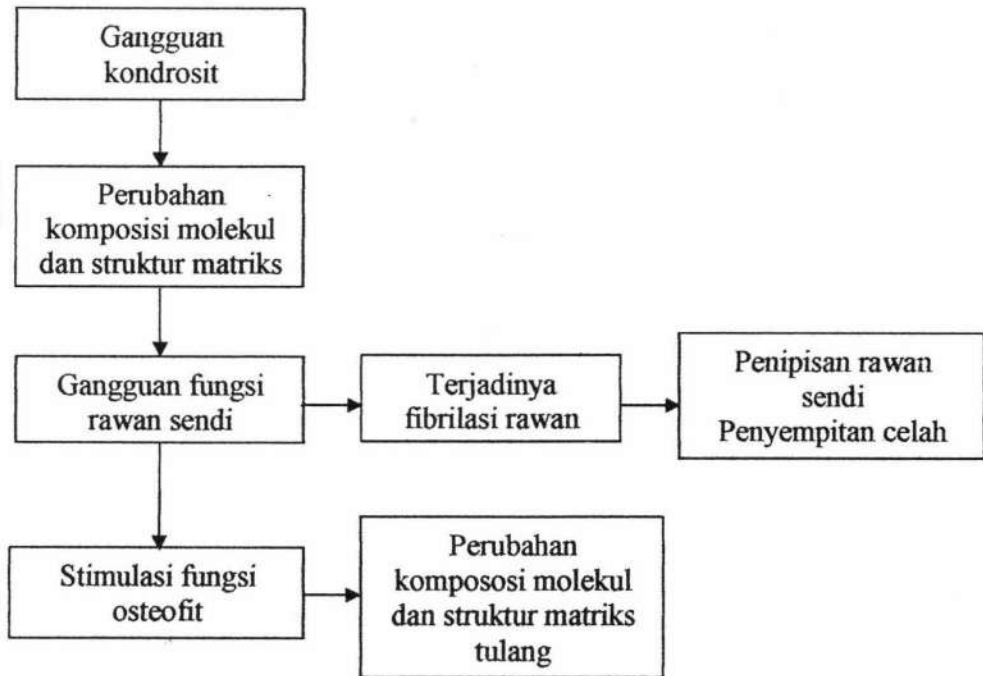 Gangguan
kondrosit
Perubahan
komposisi molekul
dan struktur matriks
Gangguan fungsi
rawan sendi
Terjadinya
fibrilasi rawan
Penipisan rawan
sendi
Penyempitan celah
Stimulasi fungsi
osteofit
Perubahan
kompososi molekul
dan struktur matriks
tulang